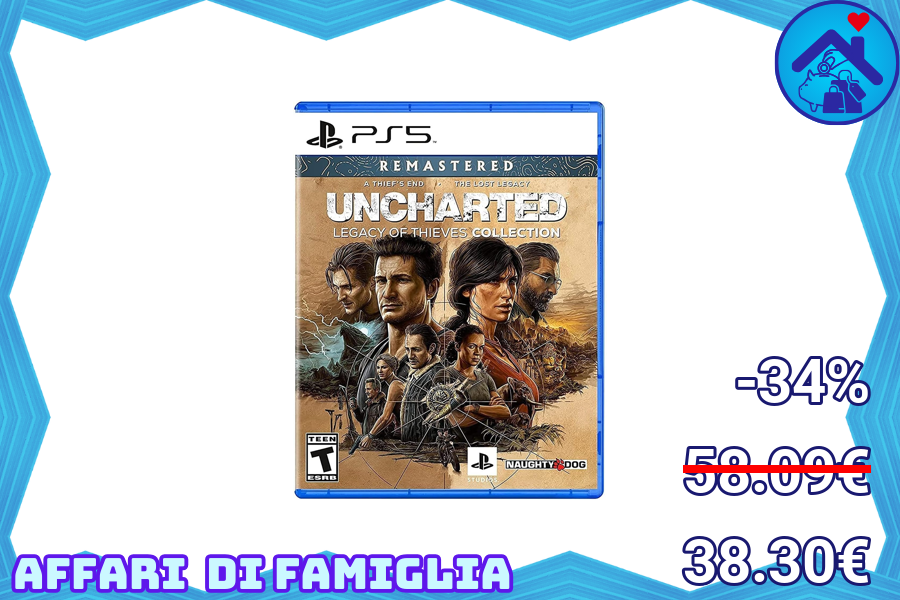 PS5
REMASTERED
A THIEF'S END · THE LOST LEGACY
UNCHARTED
LEGACY OF THIEVES COLLECTION
TEEN
T
ESRB
STUDIOS
NAUGHTY DOG
-34%
58.09€
38.30€
AFFARI DI FAMIGLIA